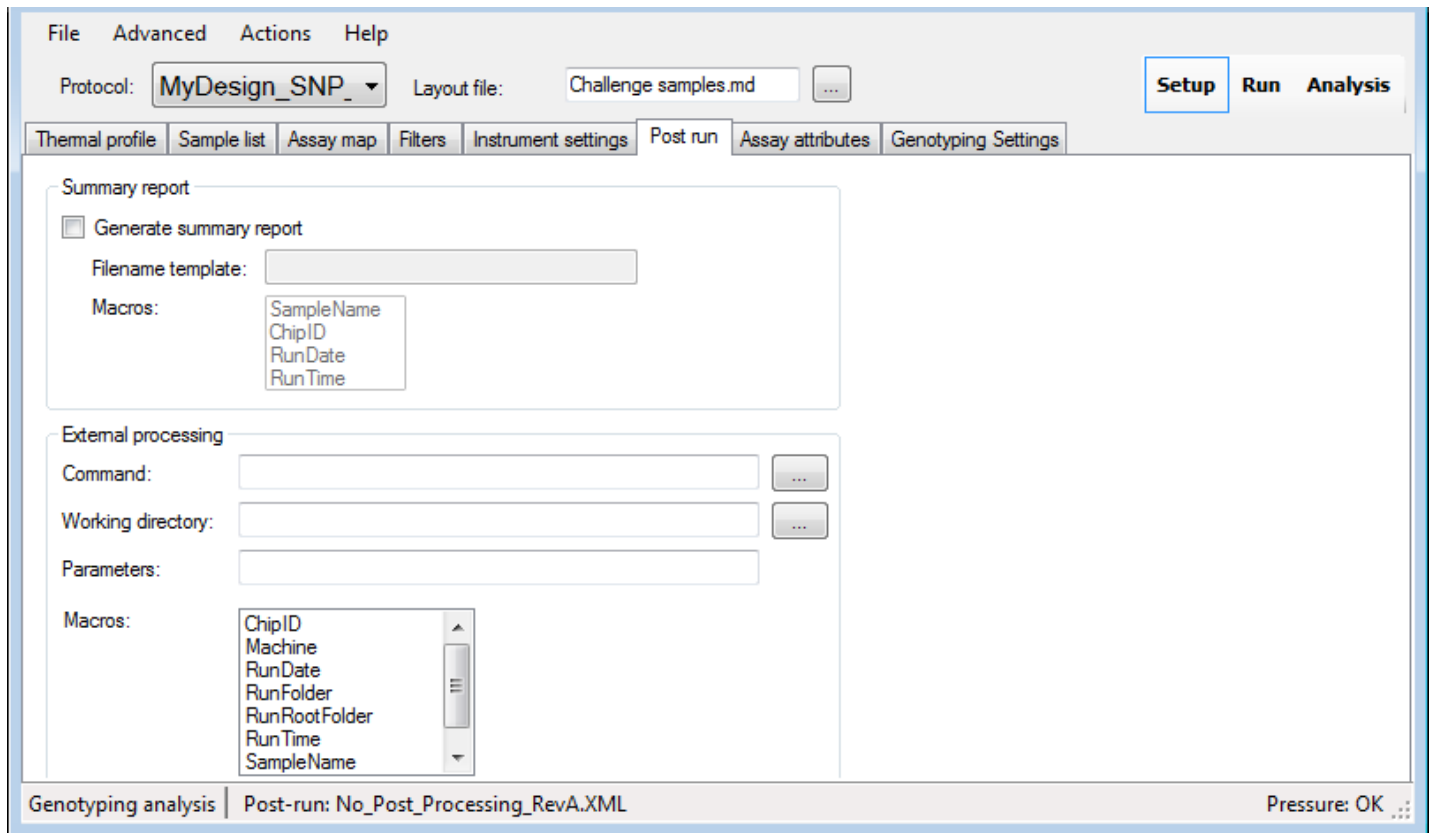 File Advanced Actions Help
Protocol: MyDesign_SNP_ Layout file: Challenge samples.md ... Setup Run Analysis
Thermal profile Sample list Assay map Filters Instrument settings Post run Assay attributes Genotyping Settings
Summary report
Generate summary report
Filename template:
Macros: SampleName
ChipID
RunDate
RunTime
External processing
Command: ...
Working directory: ...
Parameters:
Macros: ChipID
Machine
RunDate
RunFolder
RunRootFolder
RunTime
SampleName
Genotyping analysis Post-run: No_Post_Processing_RevA.XML Pressure: OK